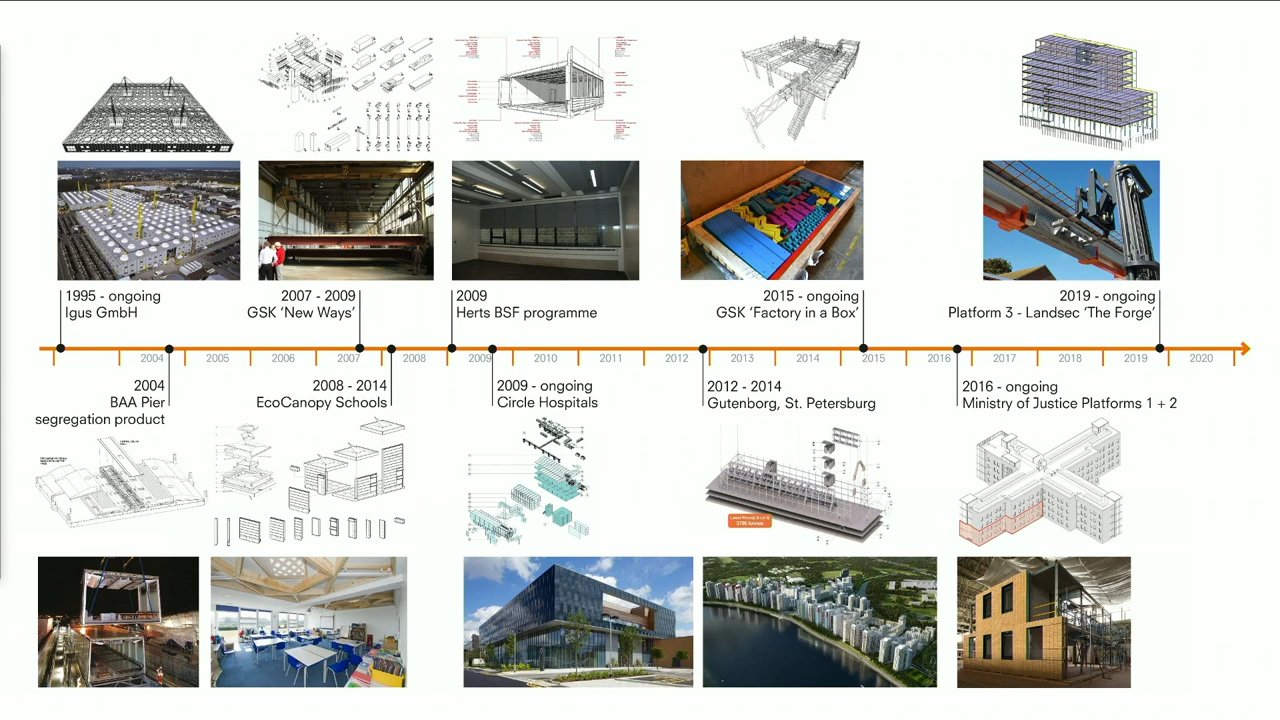 1995 - ongoing
Igus GmbH
2007 - 2009
GSK ‘New Ways’
2009
Herts BSF programme
2015 - ongoing
GSK ‘Factory in a Box’
2019 - ongoing
Platform 3 - Landsec ‘The Forge’
2004 2005 2006 2007 2008 2009 2010 2011 2012 2013 2014 2015 2016 2017 2018 2019 2020
2004
BAA Pier
segregation product
2008 - 2014
EcoCanopy Schools
2009 - ongoing
Circle Hospitals
2012 - 2014
Gutenborg, St. Petersburg
2016 - ongoing
Ministry of Justice Platforms 1 + 2